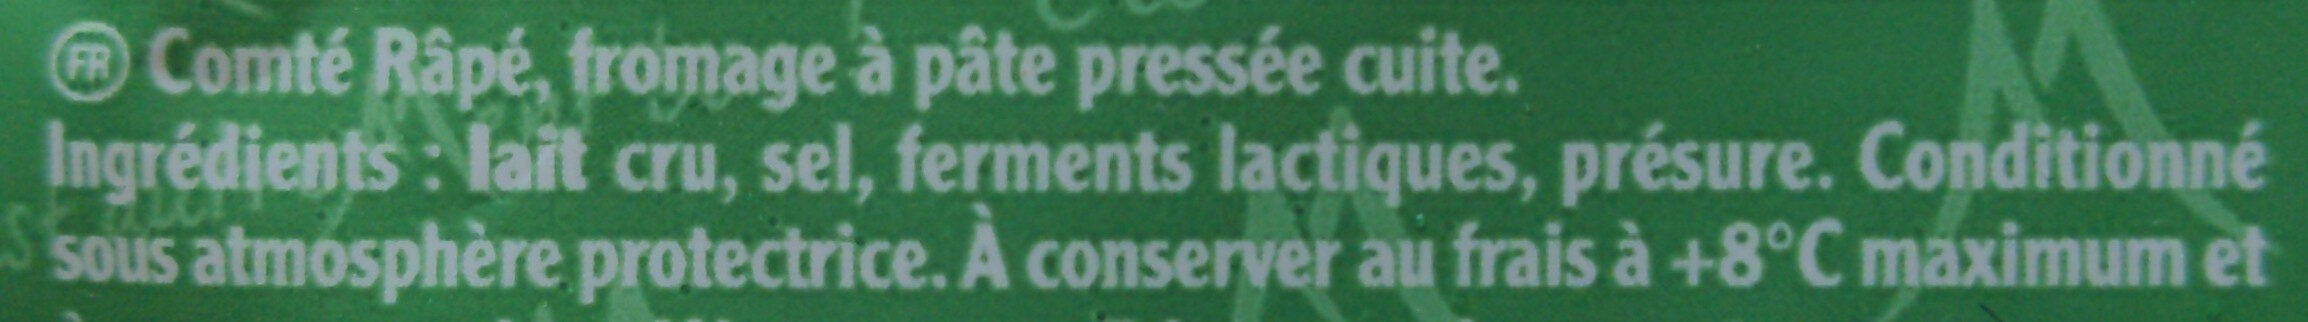 FR Comté Râpé, fromage à pâte pressée cuite.
Ingrédients : lait cru, sel, ferments lactiques, présure. Conditionné
sous atmosphère protectrice. À conserver au frais à +8°C maximum et